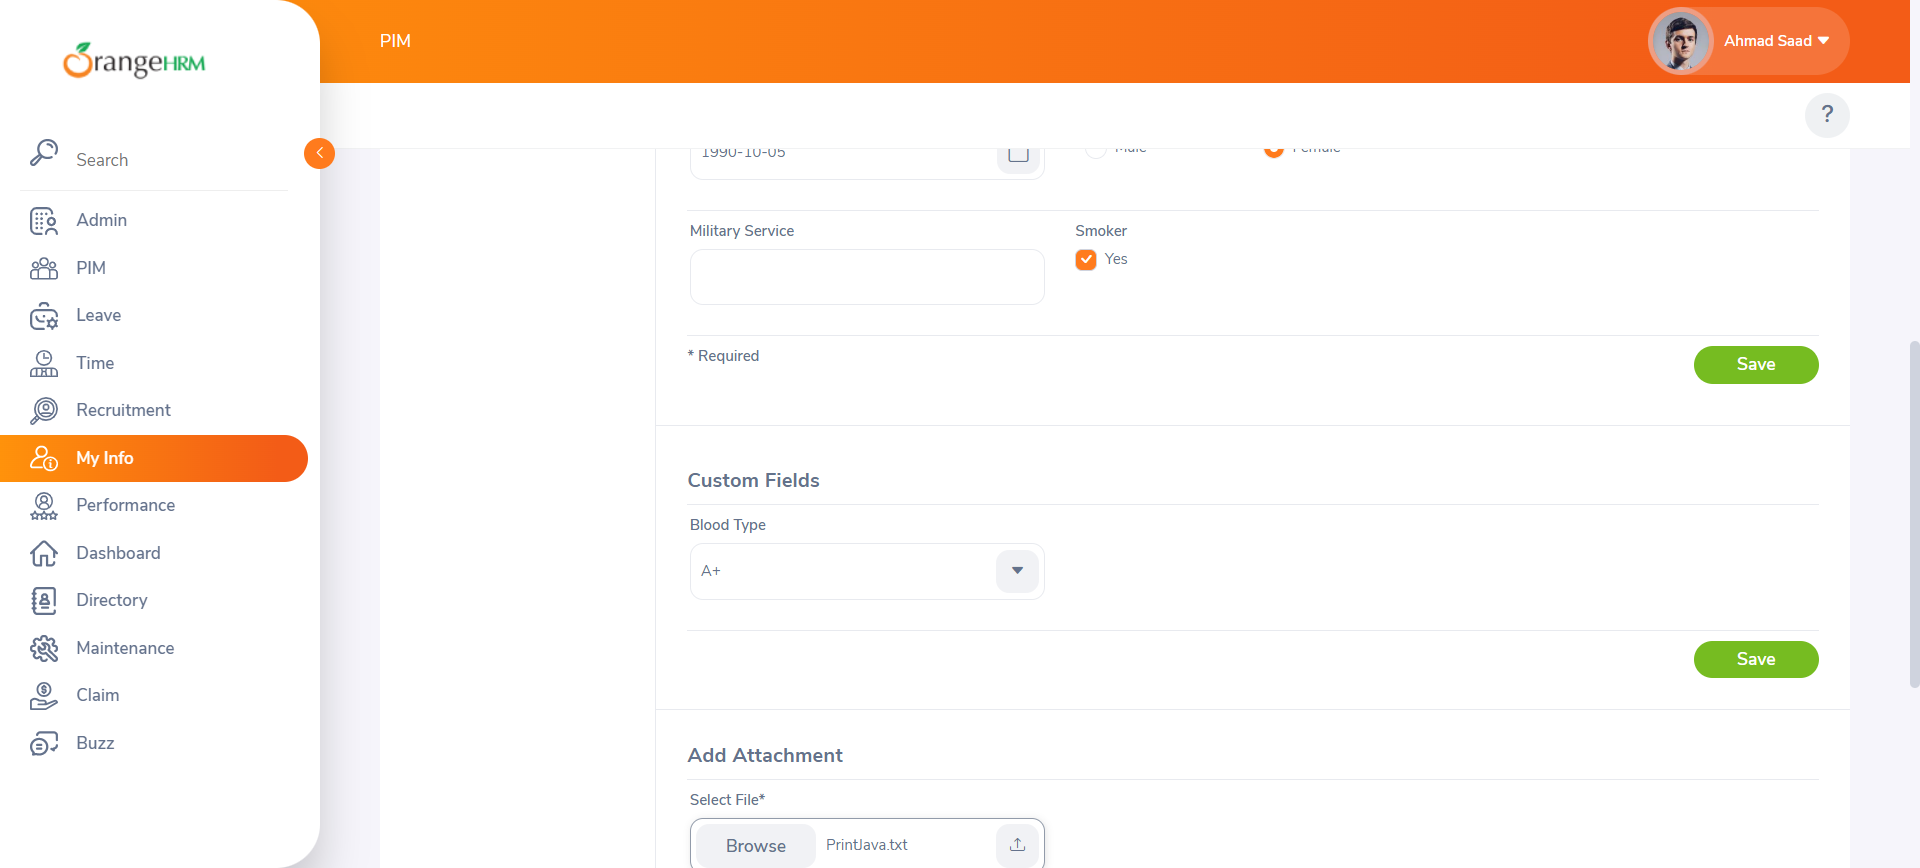 OrangeHRM
PIM
Ahmad Saad
?
Search
Admin
PIM
Leave
Time
Recruitment
My Info
Performance
Dashboard
Directory
Maintenance
Claim
Buzz
1990-10-05
Male
Female
Military Service
Smoker
Yes
* Required
Save
Custom Fields
Blood Type
A+
Save
Add Attachment
Select File*
Browse PrintJava.txt